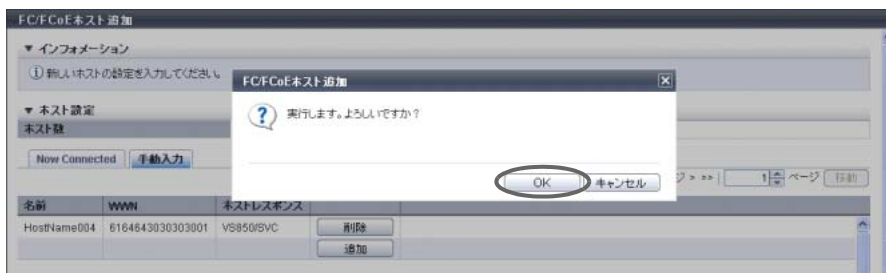 FC/FCoEホスト追加
▼ インフォメーション
新しいホストの設定を入力してください。
FC/FCoEホスト追加
実行します。よろしいですか?
OK
キャンセル
▼ ホスト設定
ホスト数
Now Connected 手動入力
ジ > >> 1 ページ 移動
名前 WWN ホストレスポンス
HostName004 6164643030303001 VS850/SVC 削除
追加